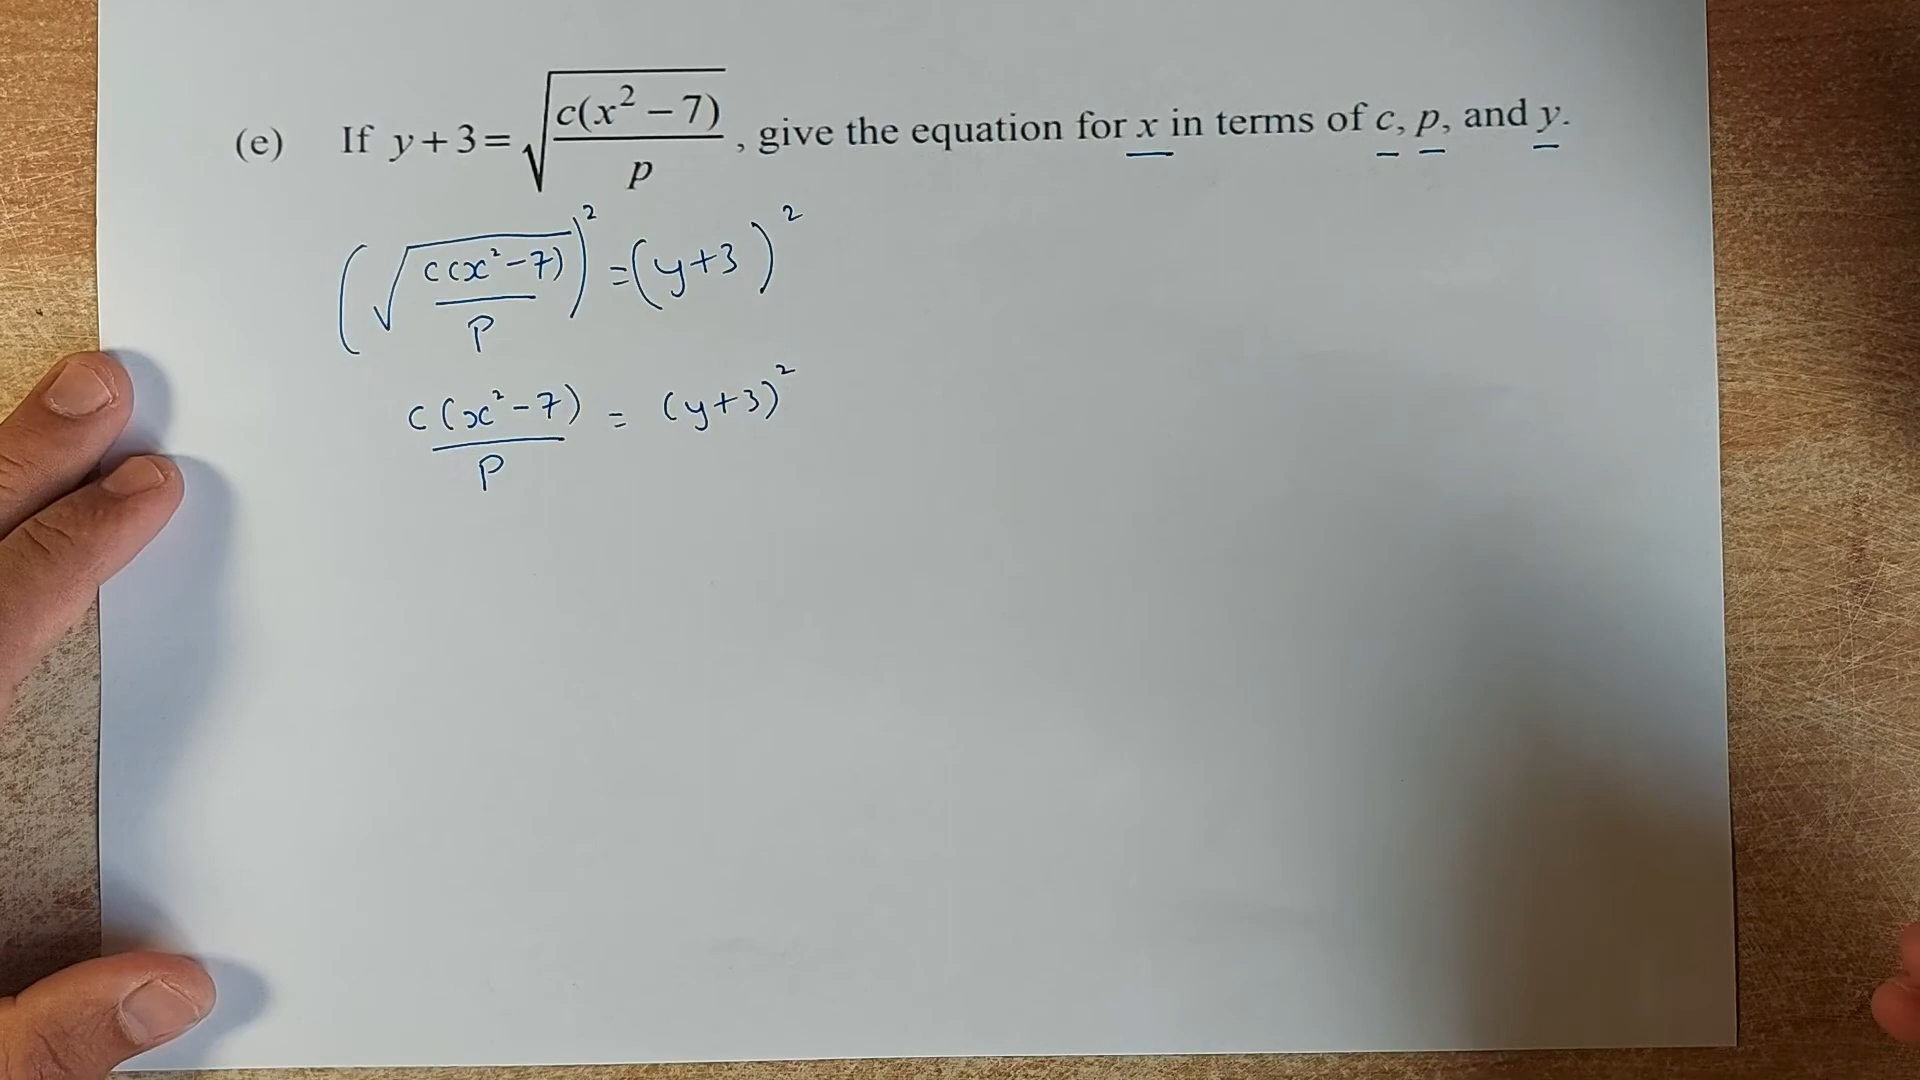 (e) If y+3=√(c(x²−7)/p), give the equation for x in terms of c, p, and y.
(√(c(x²-7)/p))² = (y+3)²
c(x²-7)/p = (y+3)²